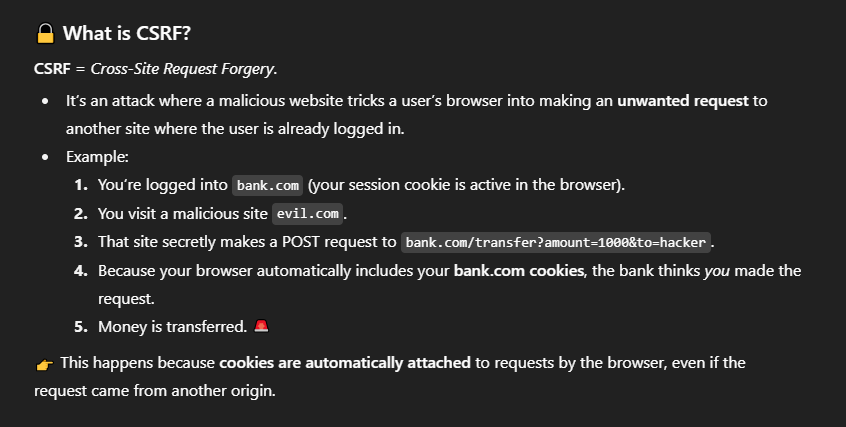 🔒 What is CSRF?
CSRF = Cross-Site Request Forgery.
• It’s an attack where a malicious website tricks a user’s browser into making an unwanted request to
another site where the user is already logged in.
• Example:
1. You’re logged into bank.com (your session cookie is active in the browser).
2. You visit a malicious site evil.com.
3. That site secretly makes a POST request to bank.com/transfer?amount=1000&to=hacker.
4. Because your browser automatically includes your bank.com cookies, the bank thinks you made the
request.
5. Money is transferred. 🚨
👉 This happens because cookies are automatically attached to requests by the browser, even if the
request came from another origin.